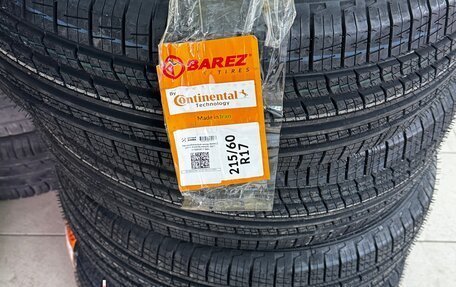 BAREZ
TIRES
By
Continental
Technology
Made in Iran
215/60
R17